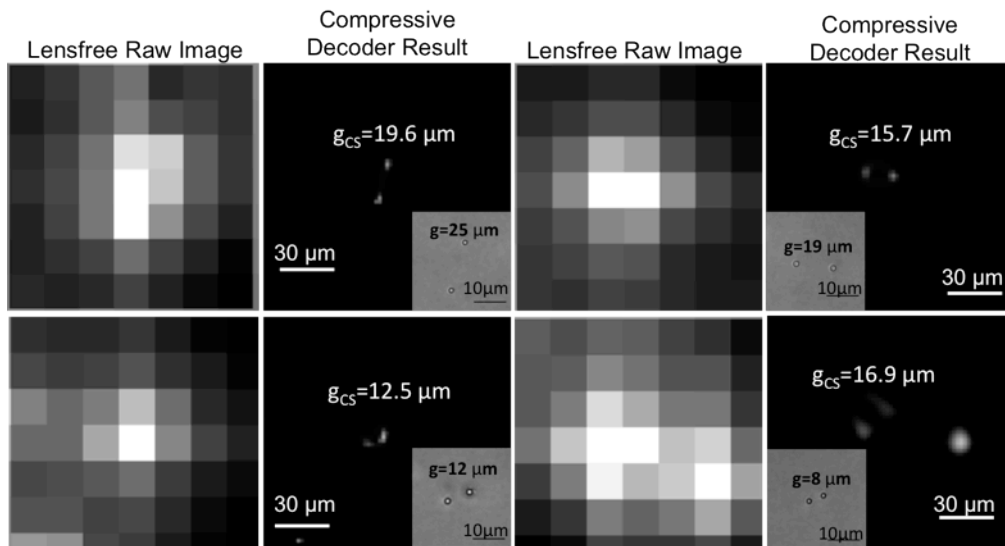 Lensfree Raw Image
Compressive
Decoder Result
Lensfree Raw Image
Compressive
Decoder Result
gCS=19.6 µm
g=25 µm
10µm
30 µm
gCS=15.7 µm
g=19 µm
10µm
30 µm
gCS=12.5 µm
g=12 µm
10µm
30 µm
gCS=16.9 µm
g=8 µm
10µm
30 µm